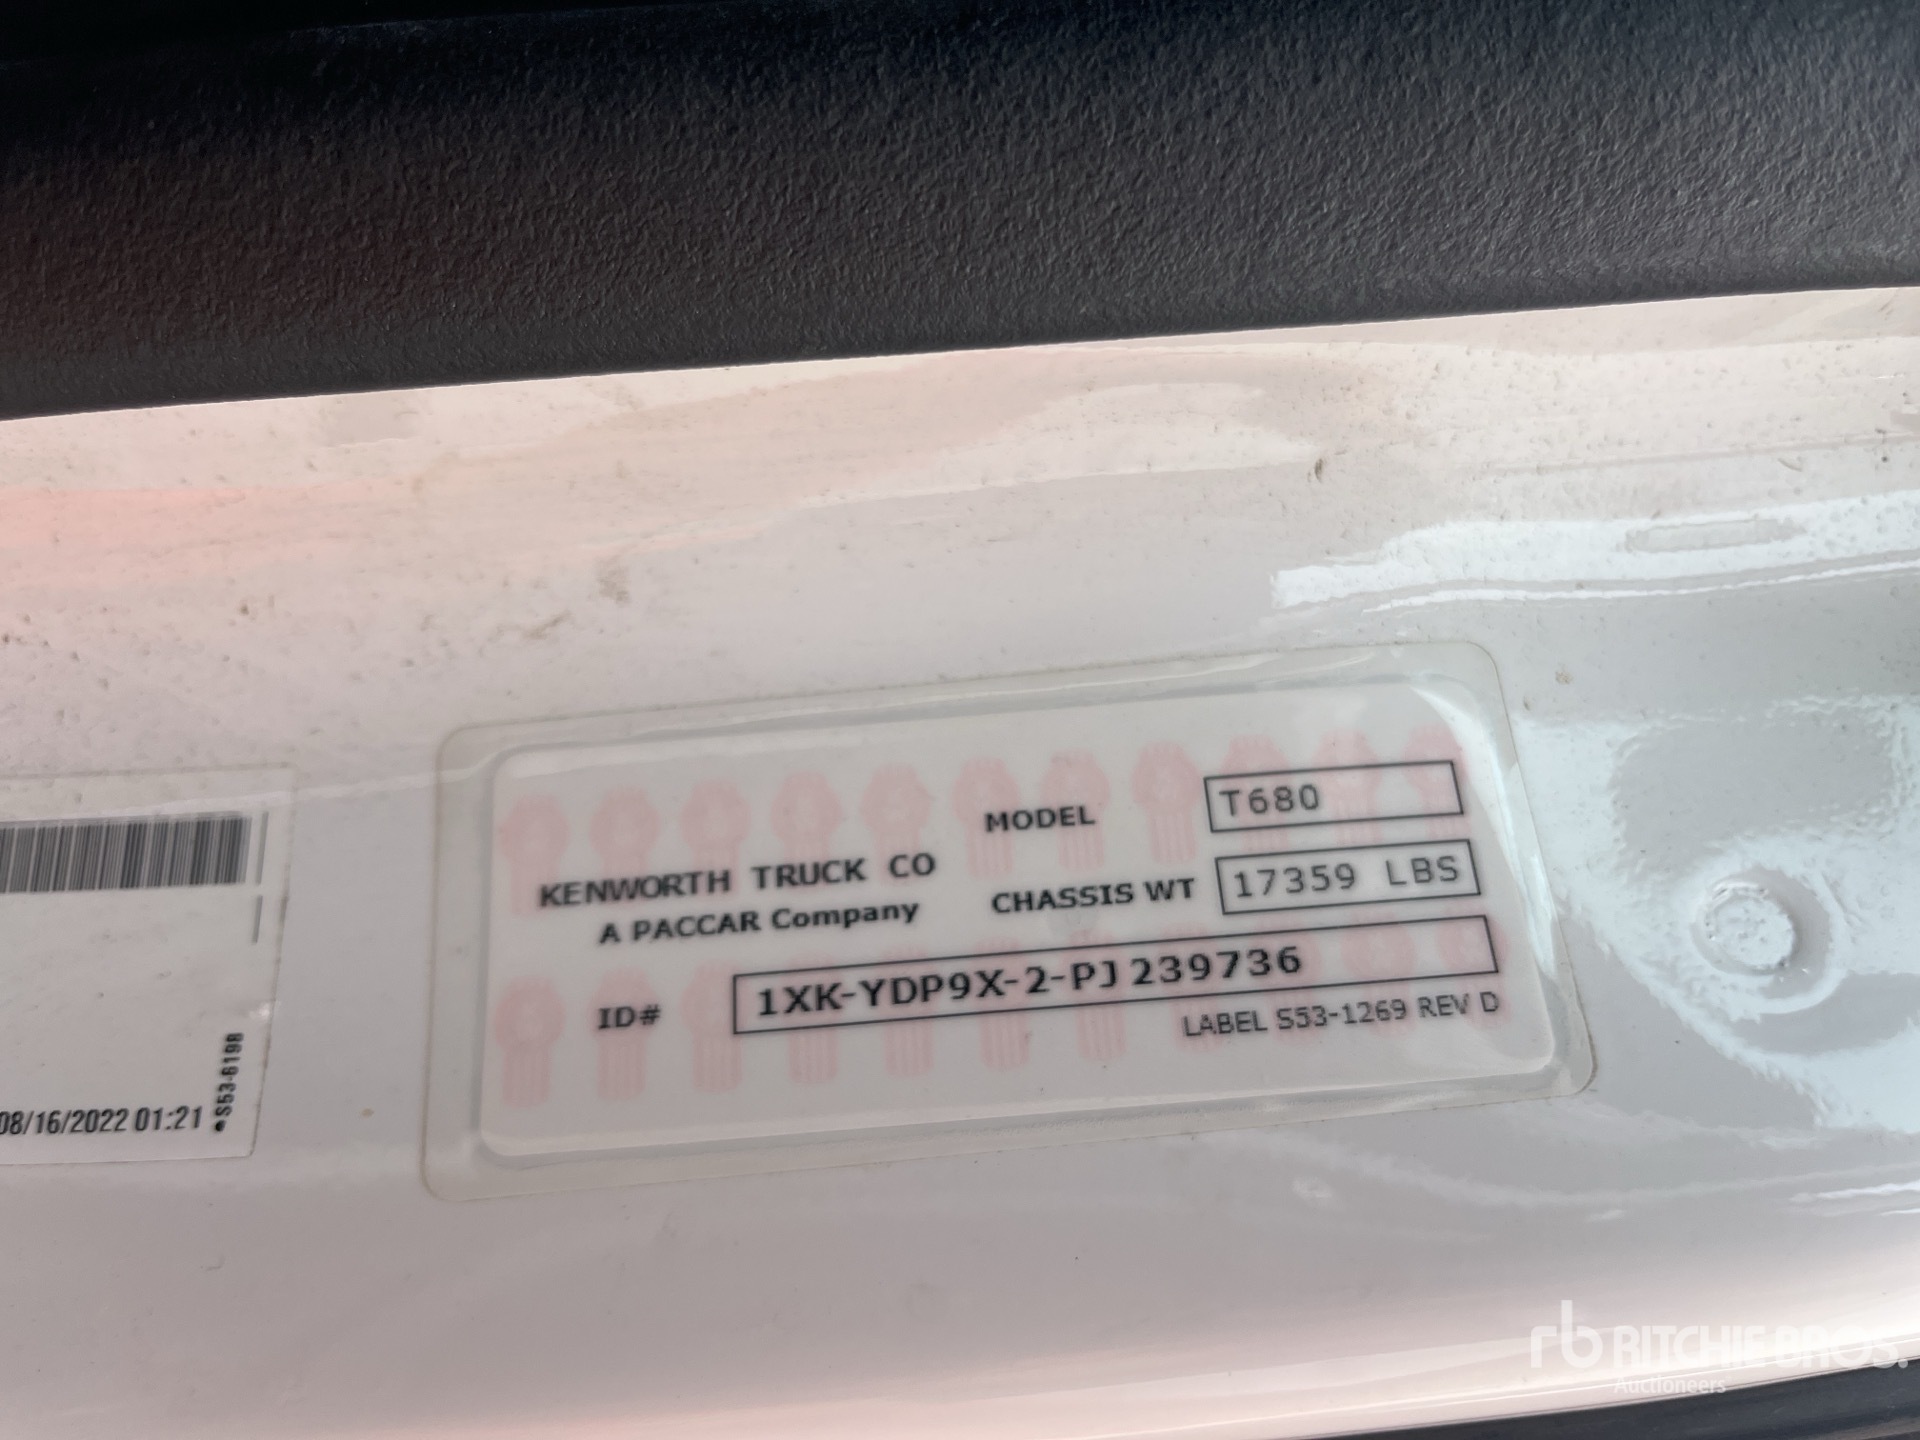 MODEL T680
KENWORTH TRUCK CO
A PACCAR Company
CHASSIS WT 17359 LBS
ID# 1XK-YDP9X-2-PJ239736
LABEL S53-1269 REV D
08/16/2022 01:21
•S53-6198
rb RITCHIE BROS.
Auctioneers